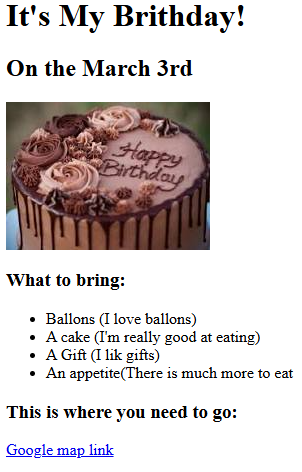 It's My Brithday!
On the March 3rd
Happy
Birthday
What to bring:
Ballons (I love ballons)
A cake (I'm really good at eating)
A Gift (I lik gifts)
An appetite(There is much more to eat
This is where you need to go:
Google map link